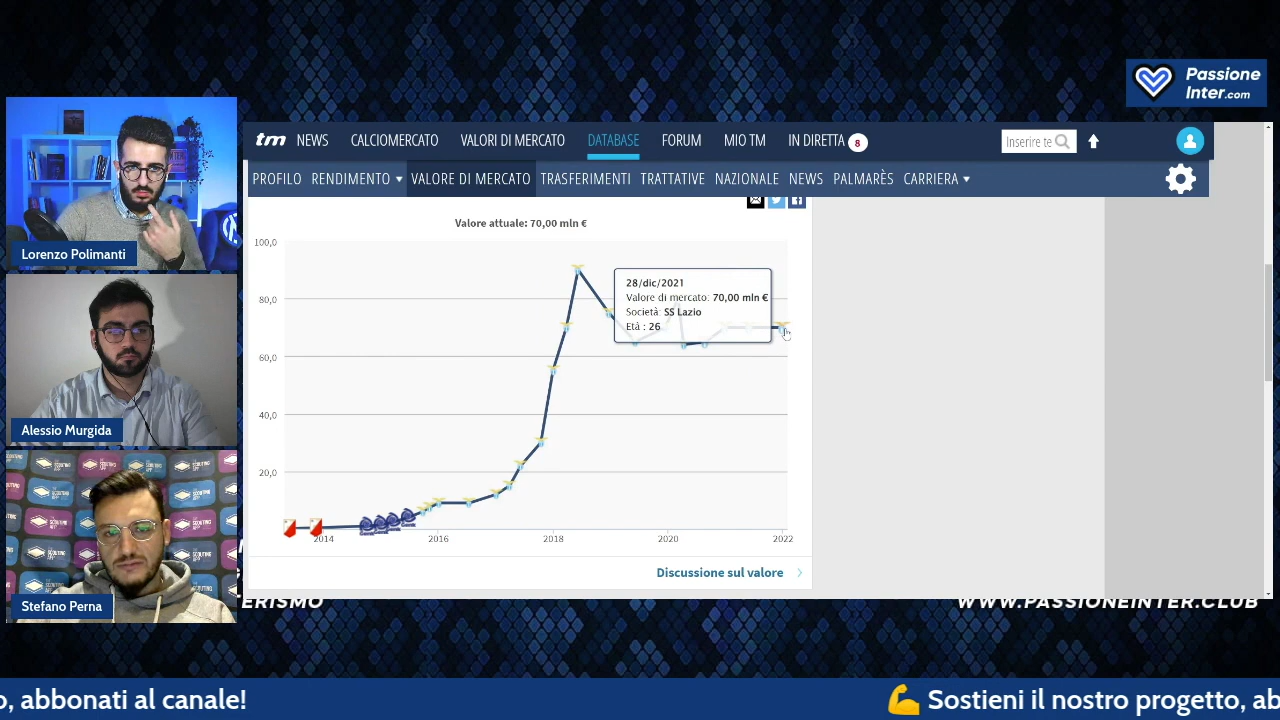 Passione
Inter.com
tm NEWS CALCIOMERCATO VALORI DI MERCATO DATABASE FORUM MIO TM IN DIRETTA 8 Inserire te
PROFILO RENDIMENTO VALORE DI MERCATO TRASFERIMENTI TRATTATIVE NAZIONALE NEWS PALMARÈS CARRIERA
Valore attuale: 70,00 mln €
100,0
80,0
60,0
40,0
20,0
28/dic/2021
Valore di mercato: 70,00 mln €
Società: SS Lazio
Età : 26
2014 2016 2018 2020 2022
Discussione sul valore
Lorenzo Polimanti
Alessio Murgida
Stefano Perna
ERISMO
WWW.PASSIONEINTER.CLUB
o, abbonati al canale! 💪 Sostieni il nostro progetto, ab